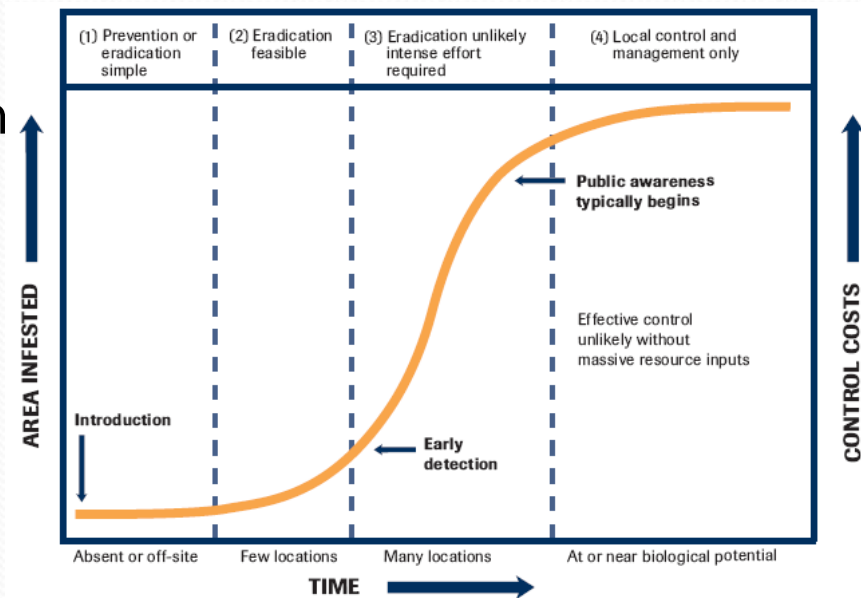 (1) Prevention or
eradication
simple
(2) Eradication
feasible
(3) Eradication unlikely
intense effort
required
(4) Local control and
management only
n
AREA INFESTED
CONTROL COSTS
Public awareness
typically begins
Effective control
unlikely without
massive resource inputs
Introduction
Early
detection
Absent or off-site
Few locations
Many locations
At or near biological potential
TIME